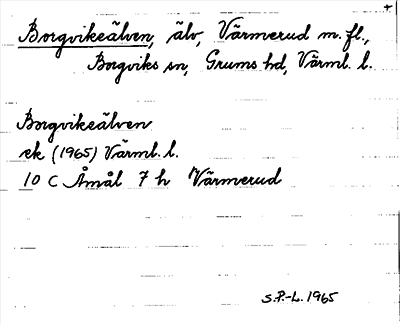 +
Borgvikeälven, älv, Värmerud m. fl.,
Borgviks sn, Grums hd, Värml. l.
Borgvikeälven
ek (1965) Värml. l.
10 C Åmål 7 h Värmerud
S.P.-L. 1965